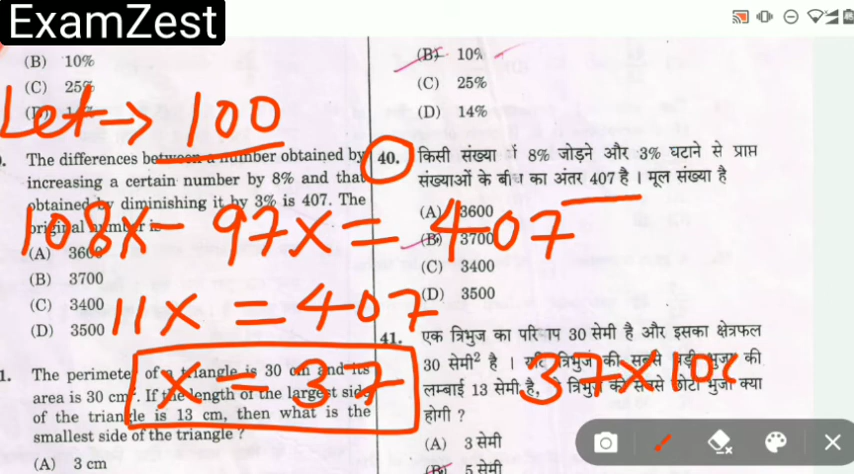 ExamZest
(B) 10%
(C) 25%
Let → 100
The differences between a number obtained by
increasing a certain number by 8% and that
obtained by diminishing it by 3% is 407. The
original number is
108x - 97x = 407
(A) 3600
(B) 3700
(C) 3400
(D) 3500
11x = 407
x = 37
1. The perimeter of a triangle is 30 cm and its
area is 30 cm². If the length of the largest side
of the triangle is 13 cm, then what is the
smallest side of the triangle ?
(A) 3 cm
(B) 10%
(C) 25%
(D) 14%
40. किसी संख्या में 8% जोड़ने और 3% घटाने से प्राप्त
संख्याओं के बीच का अंतर 407 है । मूल संख्या है
(A) 3600
(B) 3700
(C) 3400
(D) 3500
41. एक त्रिभुज का परिमाप 30 सेमी है और इसका क्षेत्रफल
30 सेमी² है । यदि त्रिभुज की सबसे बड़ी भुजा की
लम्बाई 13 सेमी है, त्रिभुज की सबसे छोटी भुजा क्या
होगी ?
37x10
(A) 3 सेमी
(B) 5 सेमी